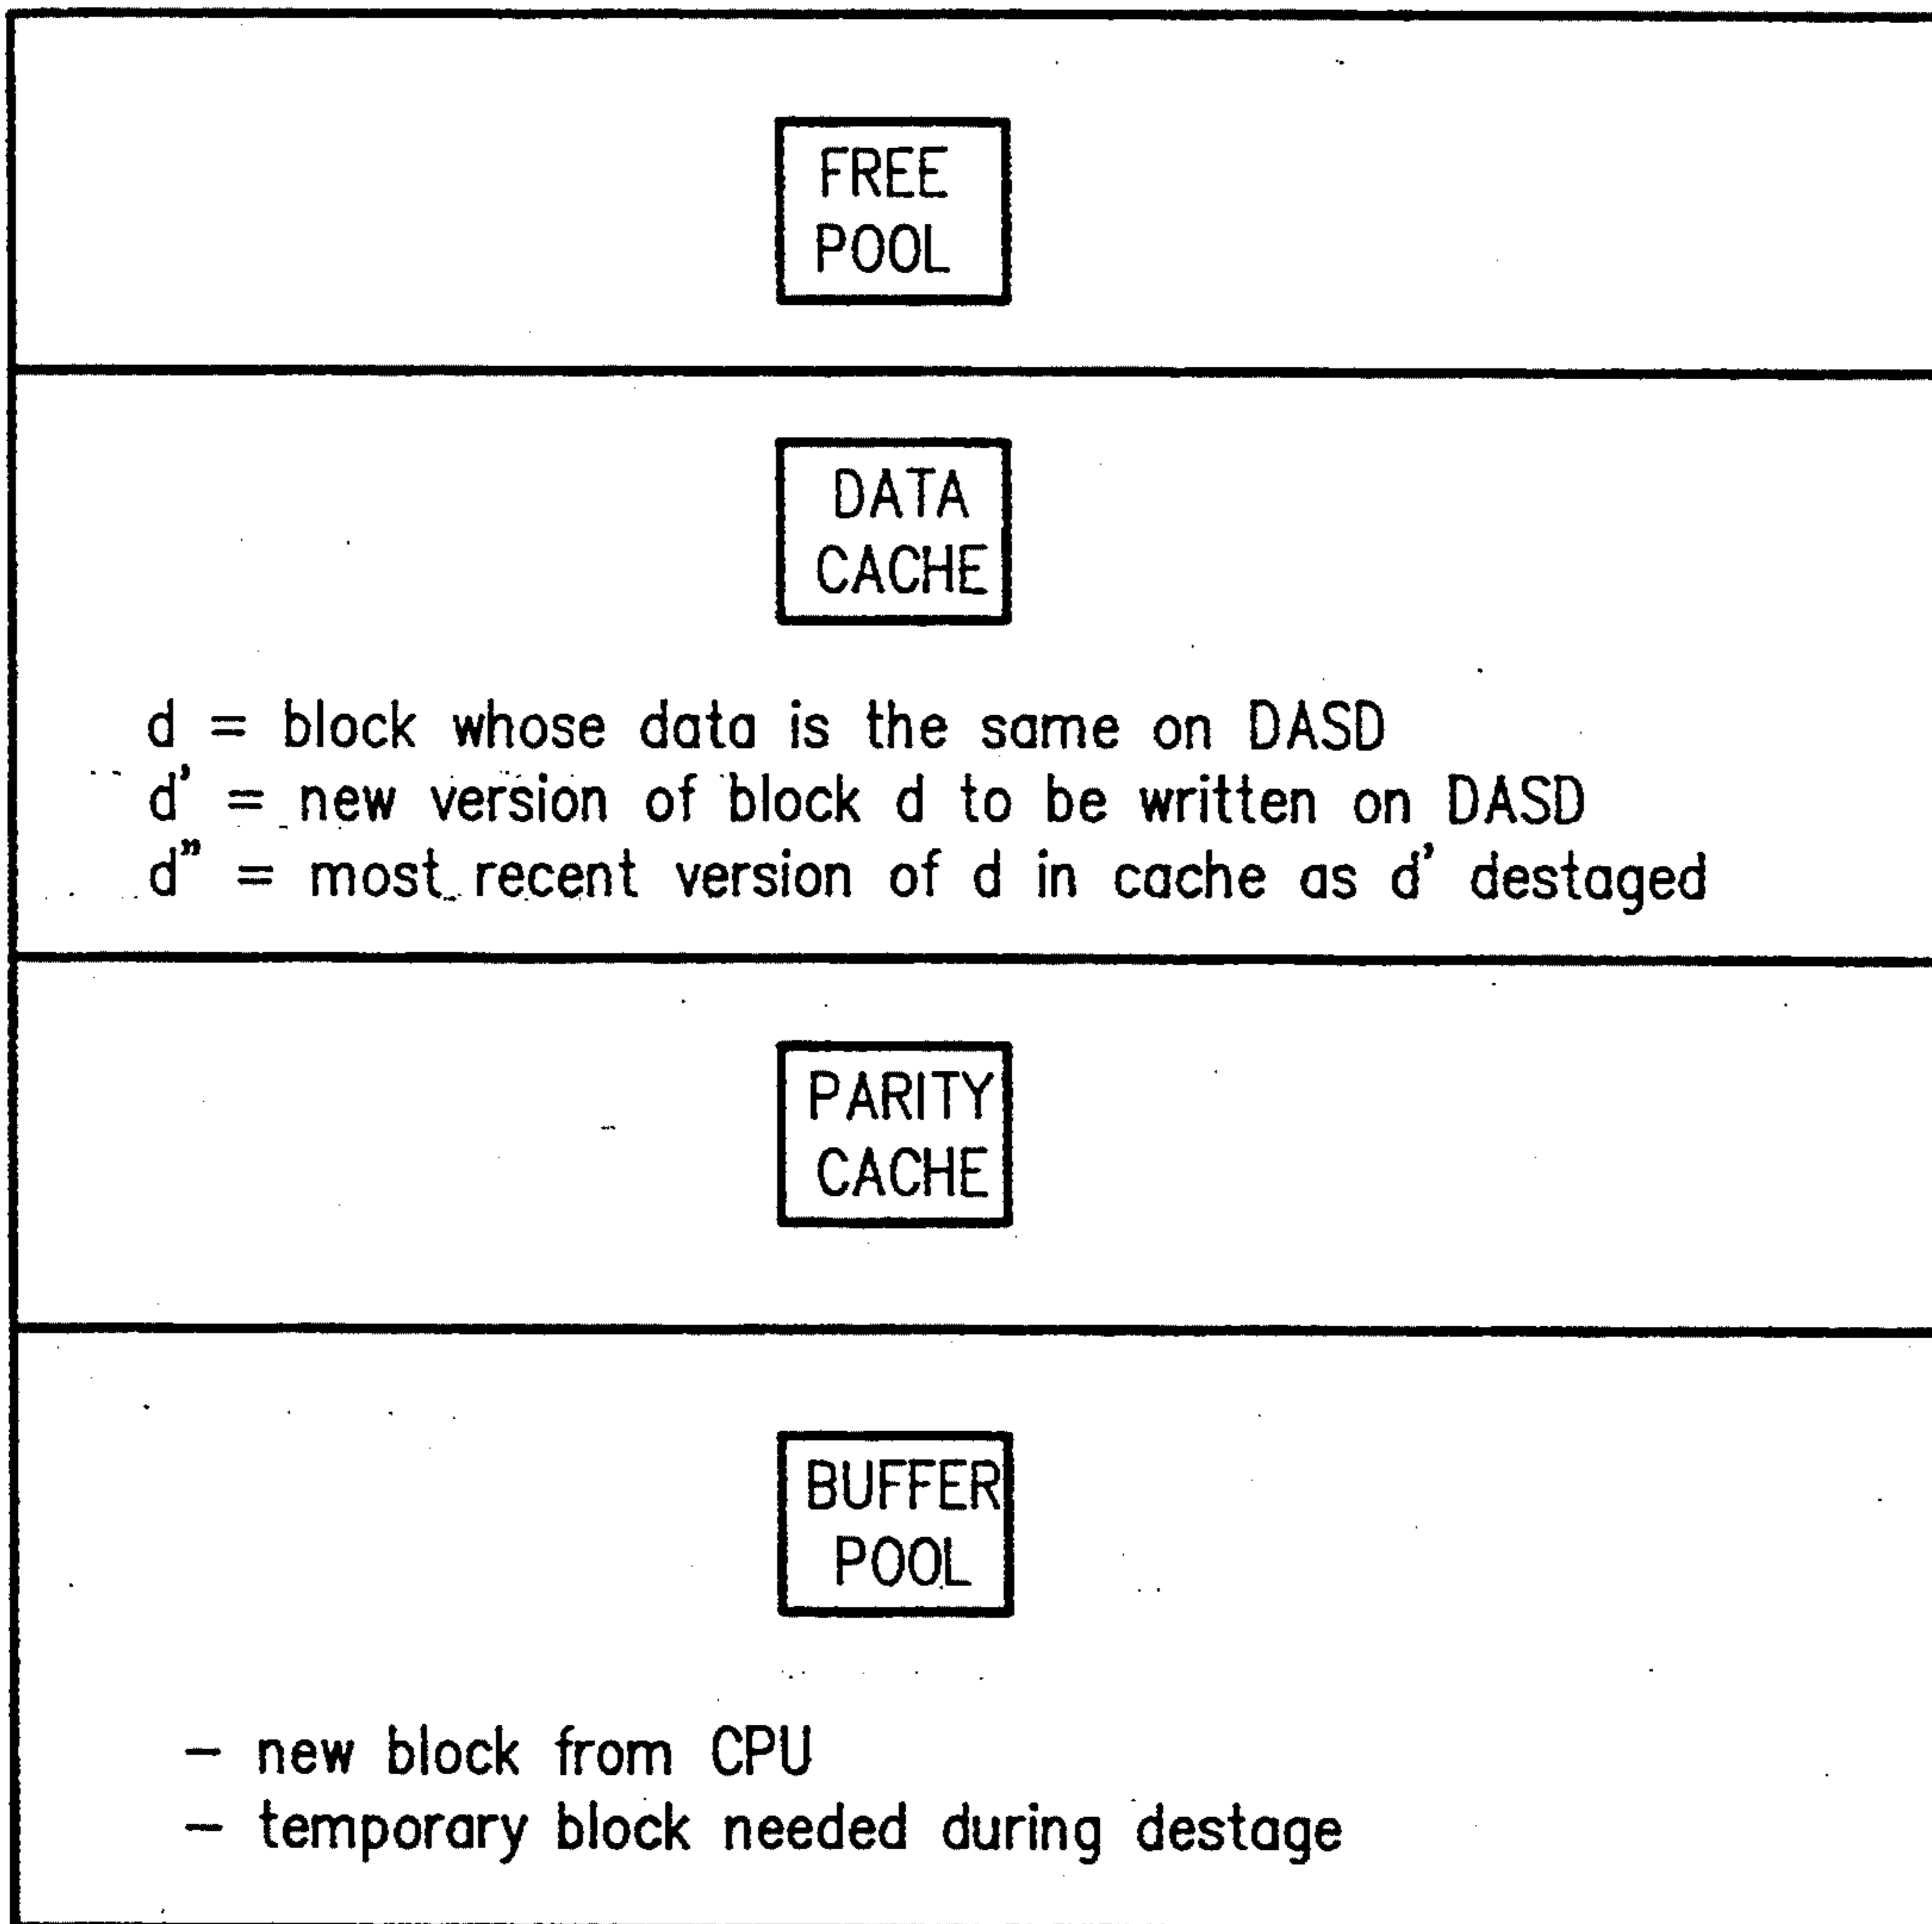 FREE
POOL
DATA
CACHE
d = block whose data is the same on DASD
d' = new version of block d to be written on DASD
d" = most recent version of d in cache as d' destaged
PARITY
CACHE
BUFFER
POOL
– new block from CPU
– temporary block needed during destage